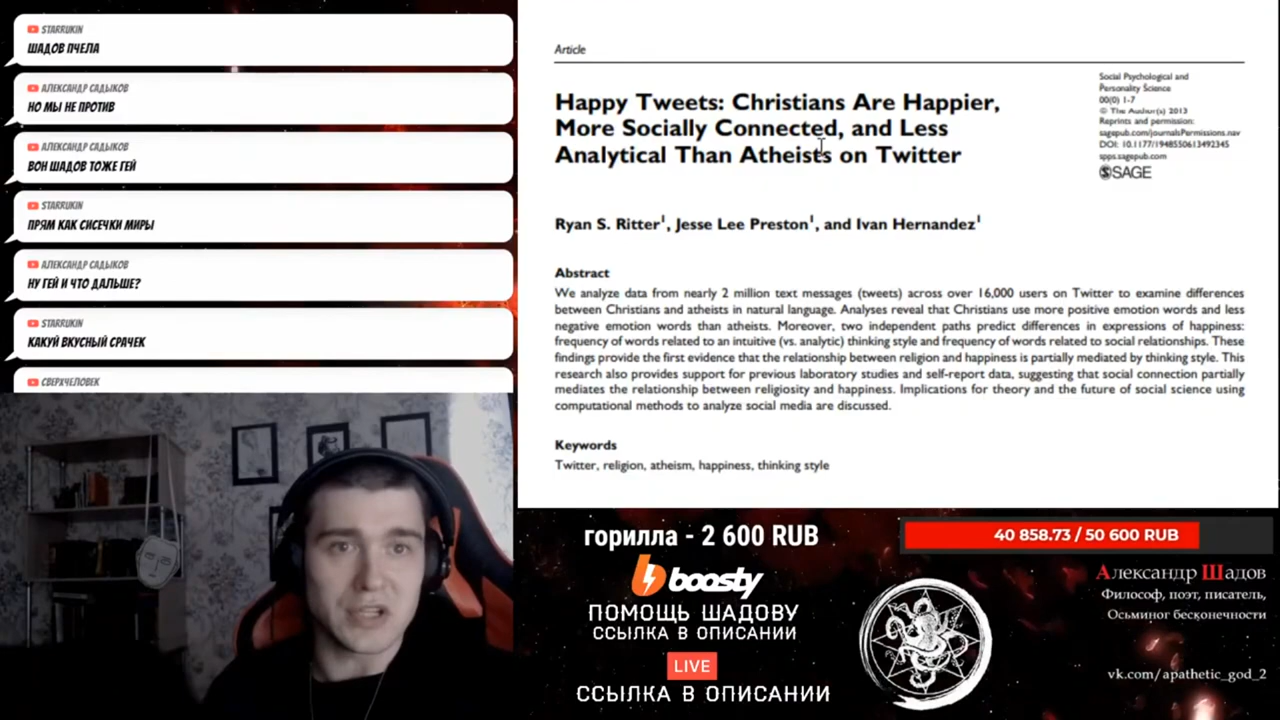 STARRUKIN
ШАДОВ ПЧЕЛА
АЛЕКСАНДР САДЫКОВ
НО МЫ НЕ ПРОТИВ
АЛЕКСАНДР САДЫКОВ
ВОН ШАДОВ ТОЖЕ ГЕЙ
STARRUKIN
ПРЯМ КАК СИСЕЧКИ МИРЫ
АЛЕКСАНДР САДЫКОВ
НУ ГЕЙ И ЧТО ДАЛЬШЕ?
STARRUKIN
КАКУЙ ВКУСНЫЙ СРАЧЕК
СВЕРХЧЕЛОВЕК
Article
Happy Tweets: Christians Are Happier,
More Socially Connected, and Less
Analytical Than Atheists on Twitter
Social Psychological and
Personality Science
00(0) 1-7
© The Author(s) 2013
Reprints and permission:
sagepub.com/journalsPermissions.nav
DOI: 10.1177/1948550613492345
spps.sagepub.com
SAGE
Ryan S. Ritter1, Jesse Lee Preston1, and Ivan Hernandez1
Abstract
We analyze data from nearly 2 million text messages (tweets) across over 16,000 users on Twitter to examine differences
between Christians and atheists in natural language. Analyses reveal that Christians use more positive emotion words and less
negative emotion words than atheists. Moreover, two independent paths predict differences in expressions of happiness:
frequency of words related to an intuitive (vs. analytic) thinking style and frequency of words related to social relationships. These
findings provide the first evidence that the relationship between religion and happiness is partially mediated by thinking style. This
research also provides support for previous laboratory studies and self-report data, suggesting that social connection partially
mediates the relationship between religiosity and happiness. Implications for theory and the future of social science using
computational methods to analyze social media are discussed.
Keywords
Twitter, religion, atheism, happiness, thinking style
горилла - 2 600 RUB
boosty
ПОМОЩЬ ШАДОВУ
ССЫЛКА В ОПИСАНИИ
LIVE
ССЫЛКА В ОПИСАНИИ
40 858.73 / 50 600 RUB
Александр Шадов
Философ, поэт, писатель,
Осьминог бесконечности
vk.com/apathetic_god_2